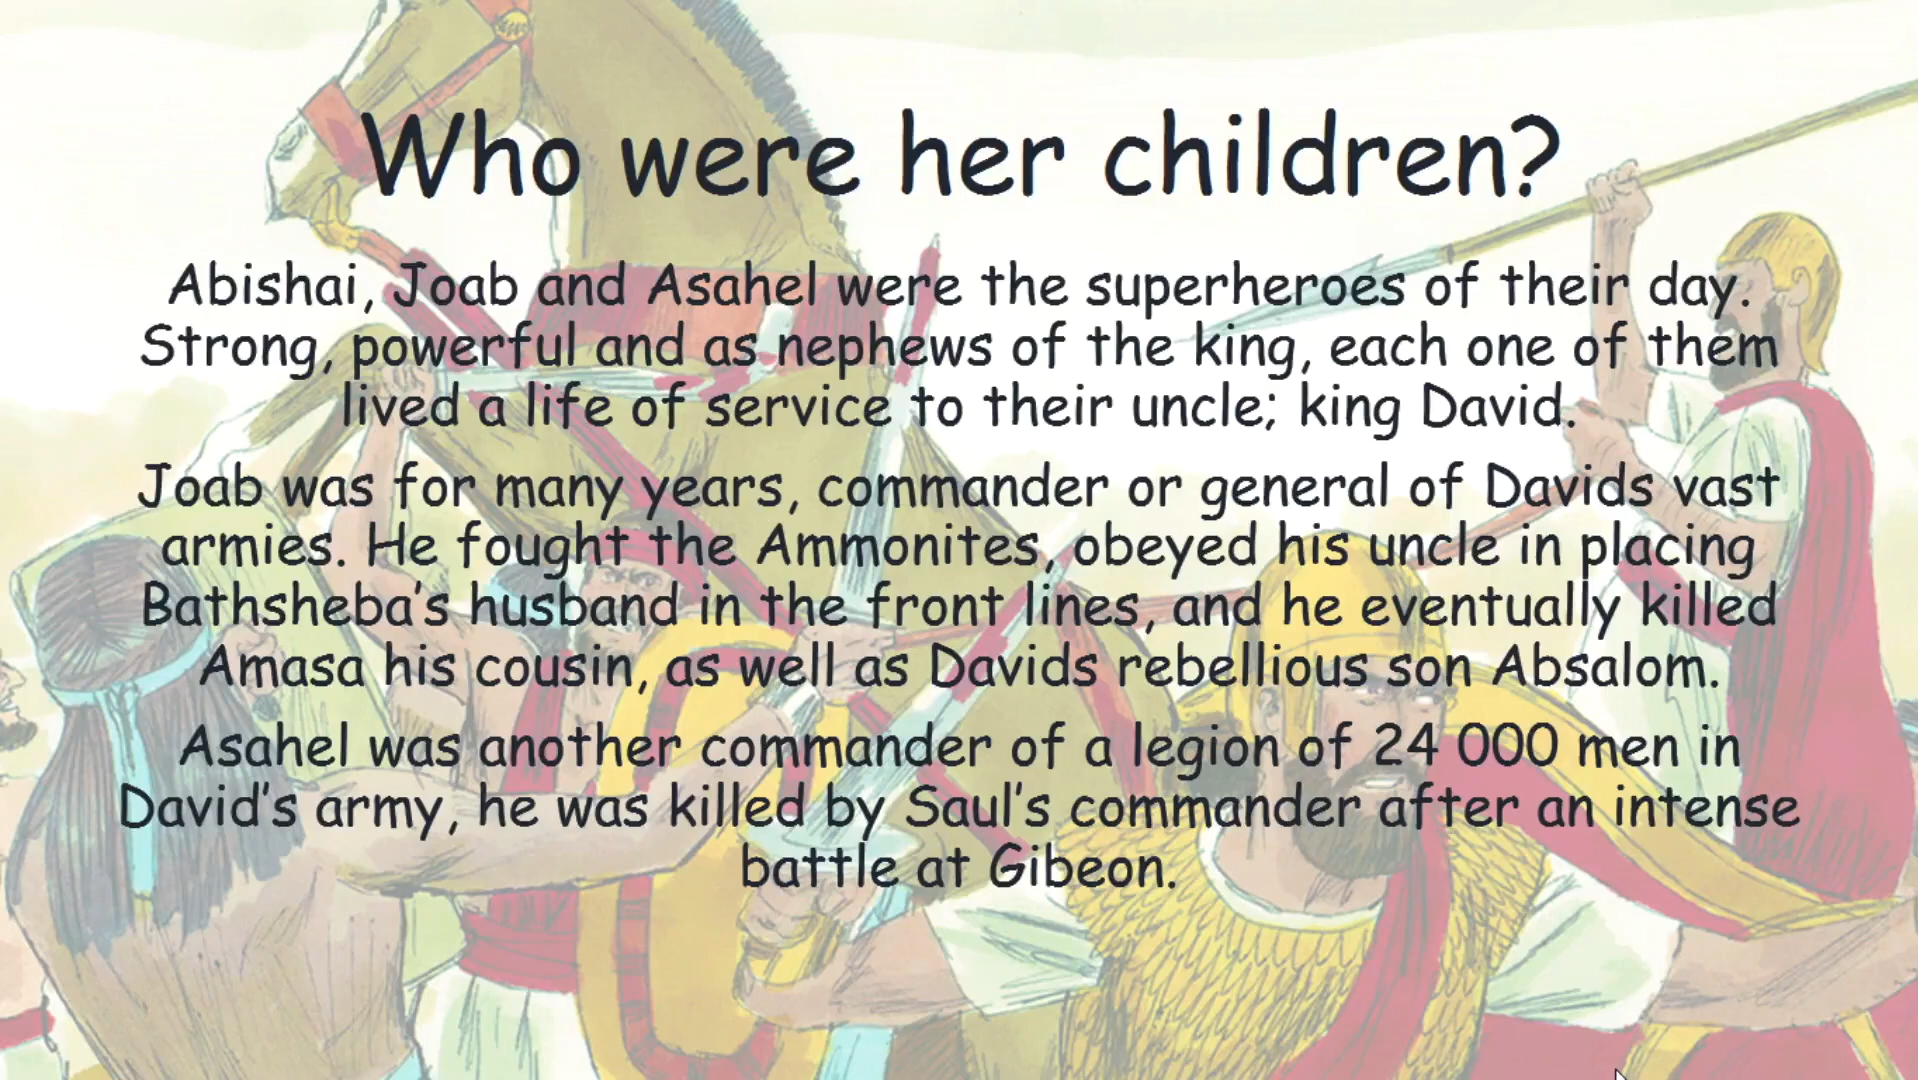 Who were her children?
Abishai, Joab and Asahel were the superheroes of their day.
Strong, powerful and as nephews of the king, each one of them
lived a life of service to their uncle; king David.
Joab was for many years, commander or general of Davids vast
armies. He fought the Ammonites, obeyed his uncle in placing
Bathsheba's husband in the front lines, and he eventually killed
Amasa his cousin, as well as Davids rebellious son Absalom.
Asahel was another commander of a legion of 24 000 men in
David's army, he was killed by Saul's commander after an intense
battle at Gibeon.